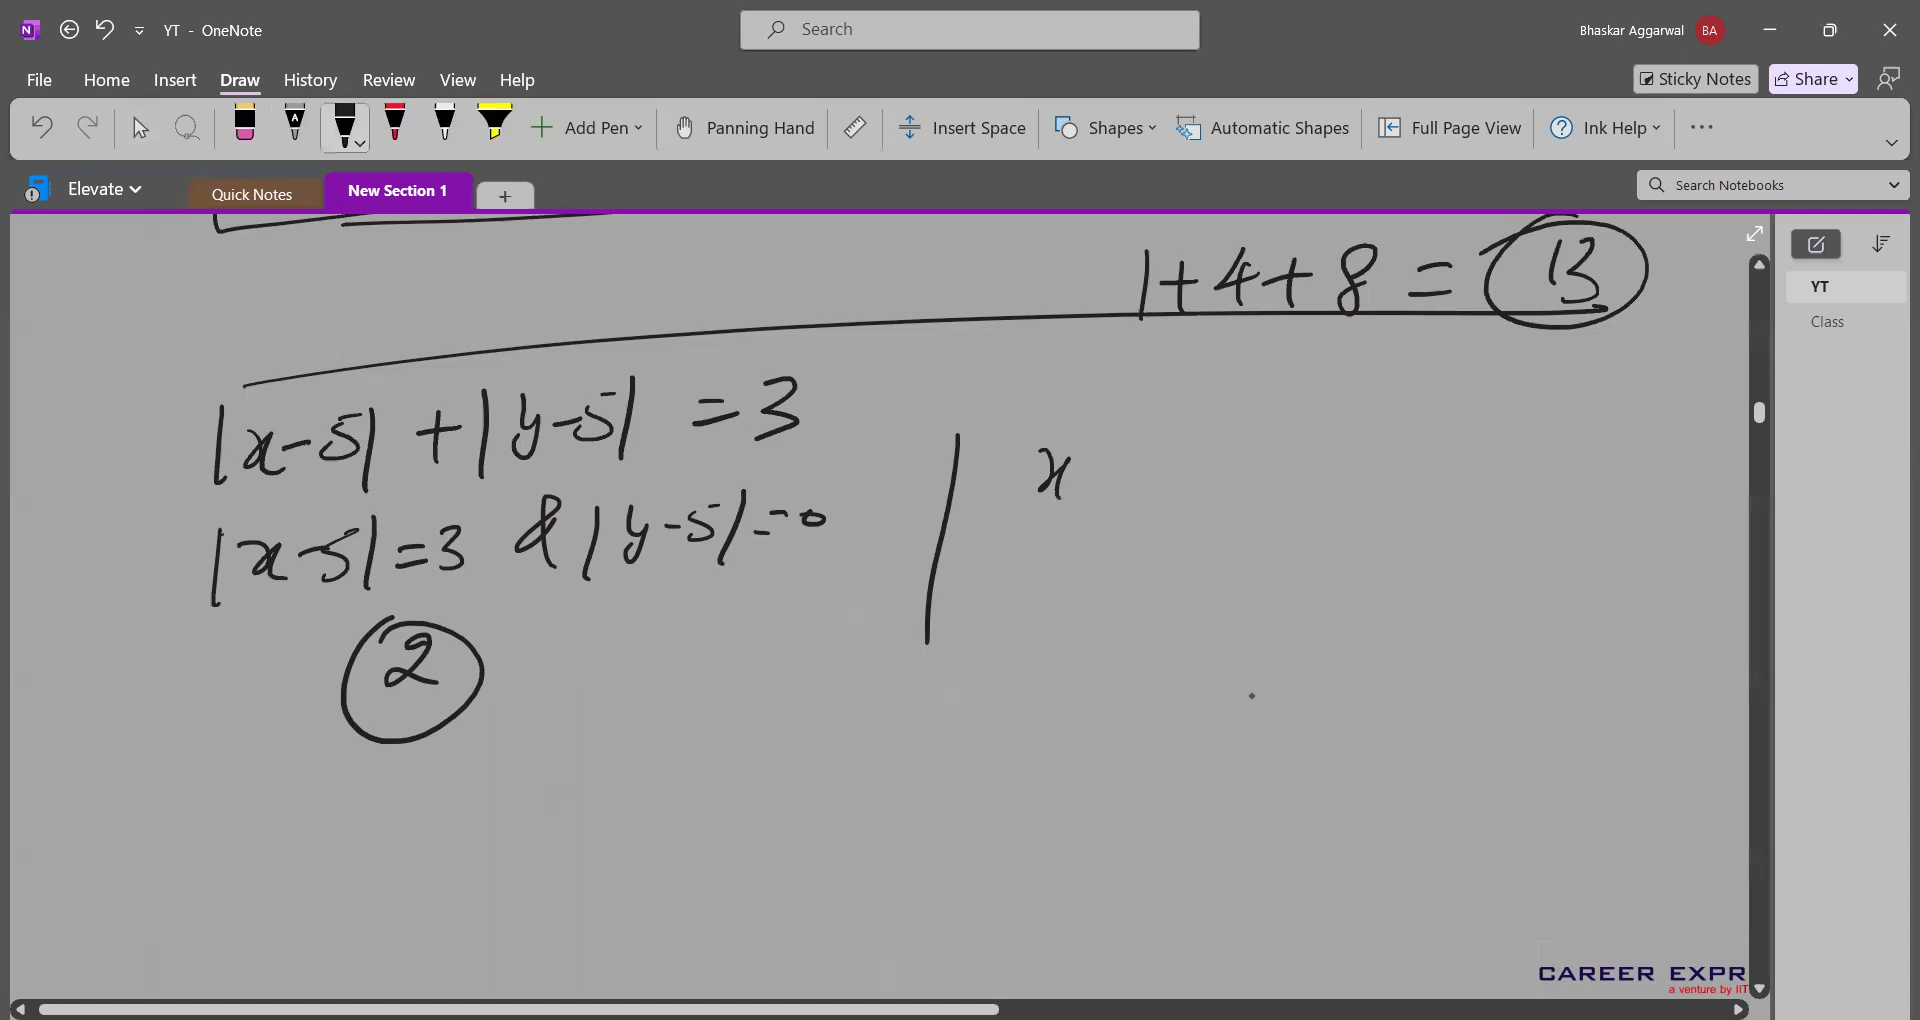 YT - OneNote
Search
Bhaskar Aggarwal BA
File Home Insert Draw History Review View Help
Sticky Notes Share
Add Pen Panning Hand Insert Space Shapes Automatic Shapes Full Page View Ink Help
Elevate Quick Notes New Section 1 +
Search Notebooks
YT
Class
1+4+8 = 13
|x-5| + |y-5| = 3
|x-5| = 3 & |y-5| = 0
2
x
CAREER EXPR
a venture by IIT